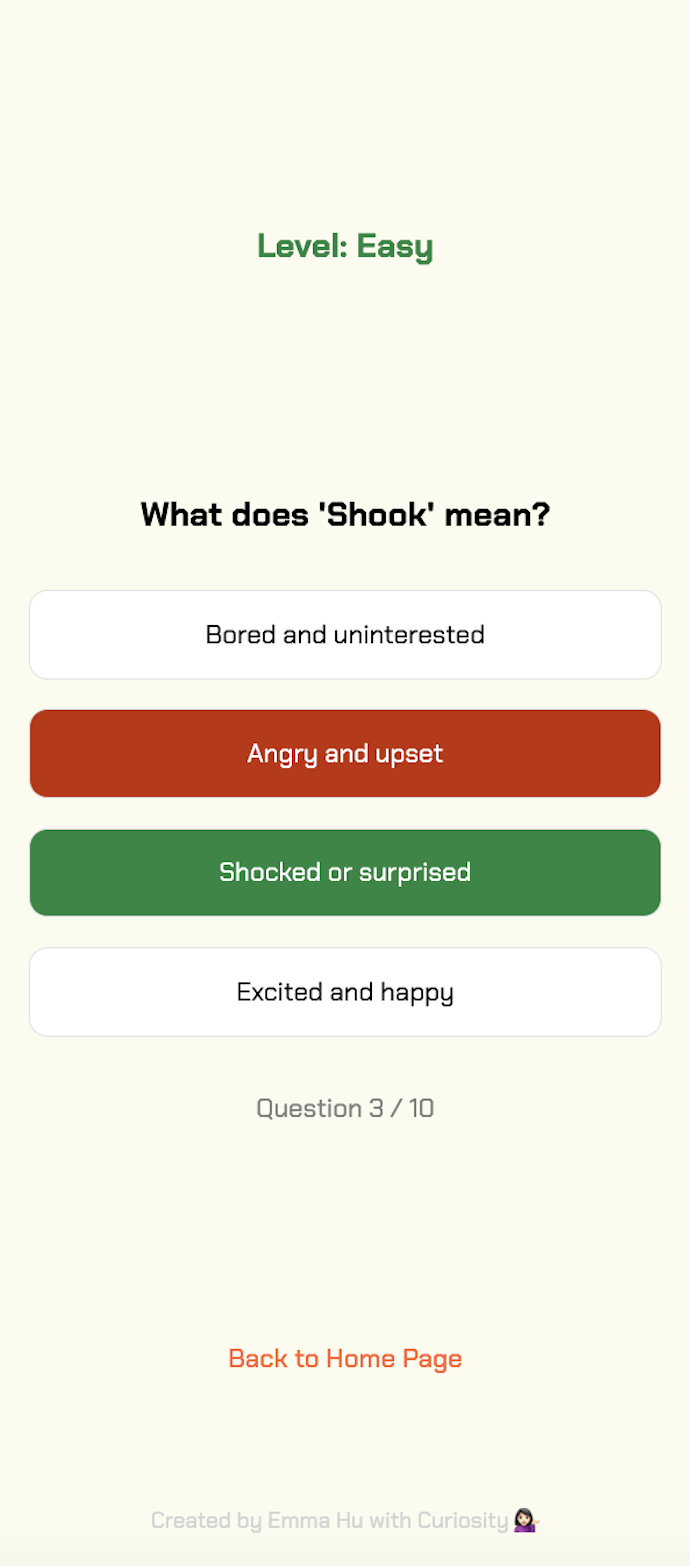 Level: Easy
What does 'Shook' mean?
Bored and uninterested
Angry and upset
Shocked or surprised
Excited and happy
Question 3 / 10
Back to Home Page
Created by Emma Hu with Curiosity 💁🏻‍♀️